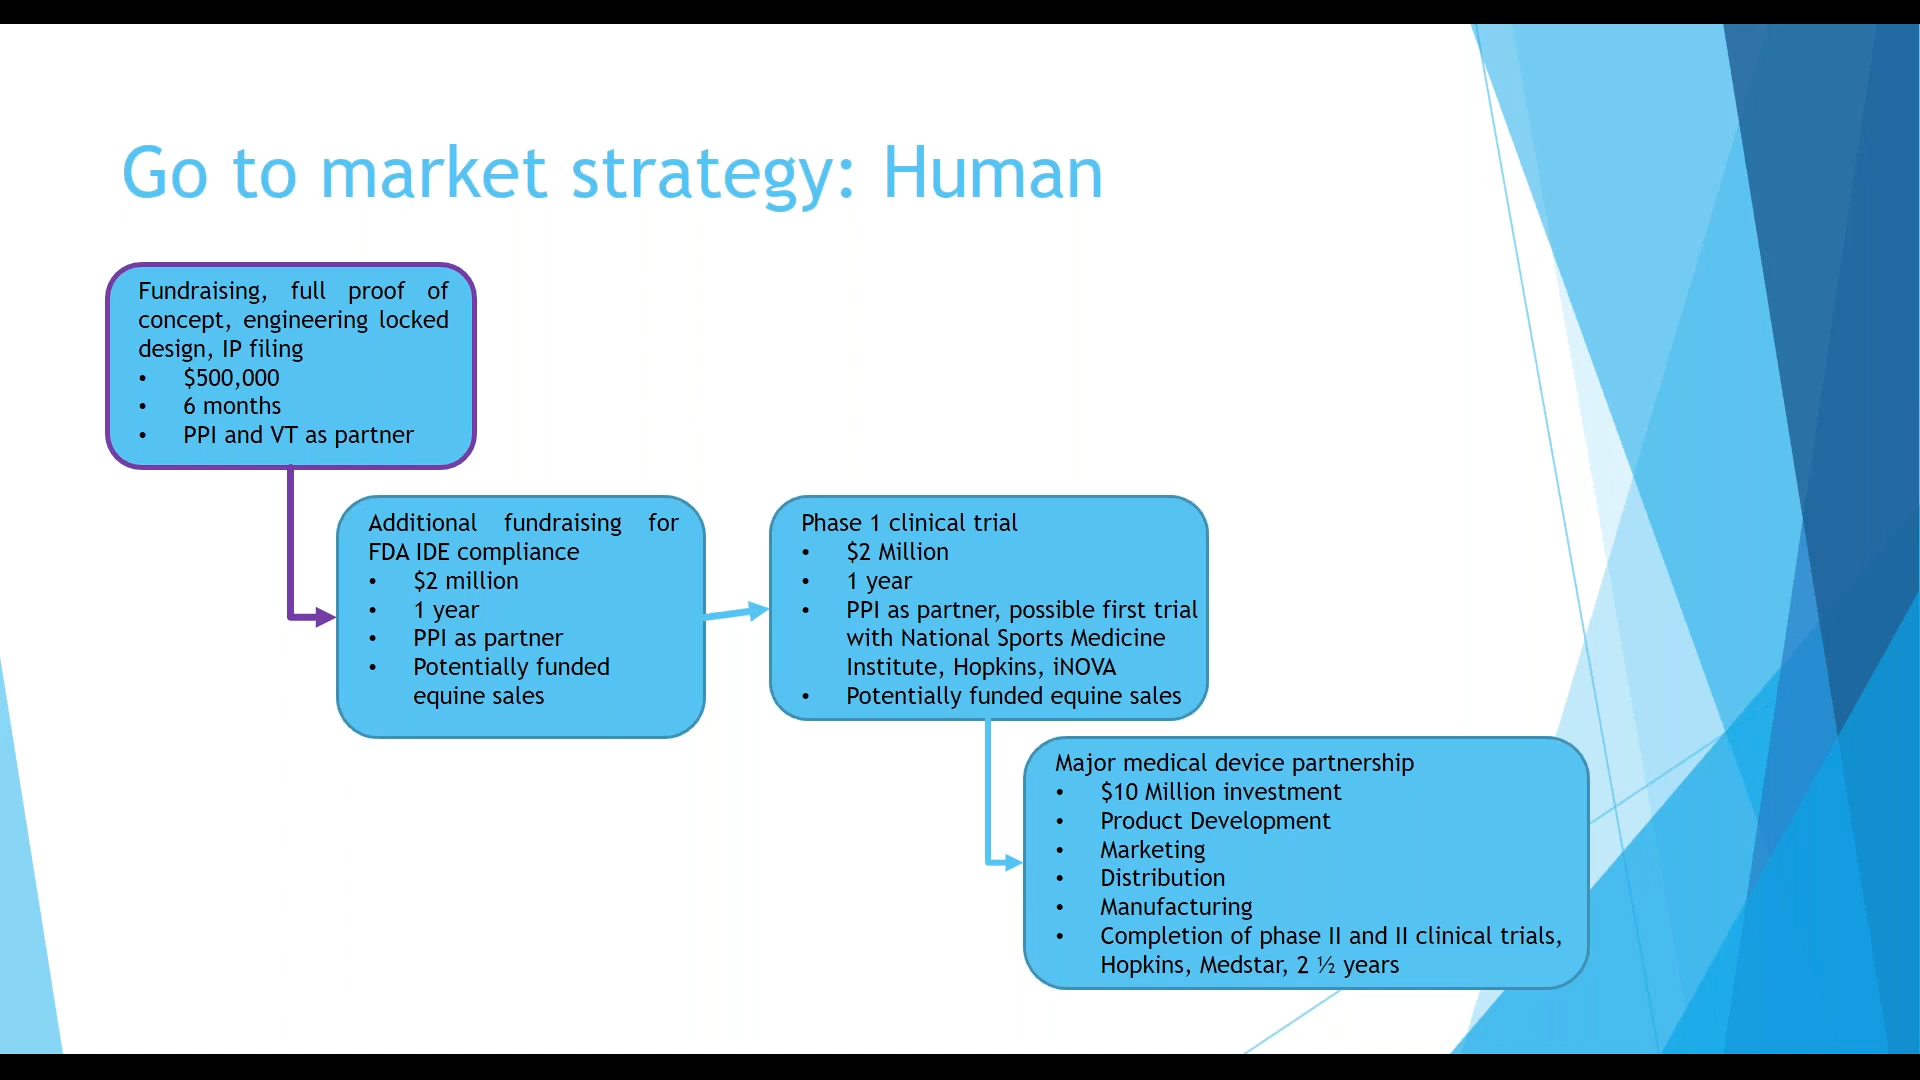 Go to market strategy: Human
Fundraising, full proof of
concept, engineering locked
design, IP filing
• $500,000
• 6 months
• PPI and VT as partner
Additional fundraising for
FDA IDE compliance
• $2 million
• 1 year
• PPI as partner
• Potentially funded
equine sales
Phase 1 clinical trial
• $2 Million
• 1 year
• PPI as partner, possible first trial
with National Sports Medicine
Institute, Hopkins, iNOVA
• Potentially funded equine sales
Major medical device partnership
• $10 Million investment
• Product Development
• Marketing
• Distribution
• Manufacturing
• Completion of phase II and II clinical trials,
Hopkins, Medstar, 2 ½ years